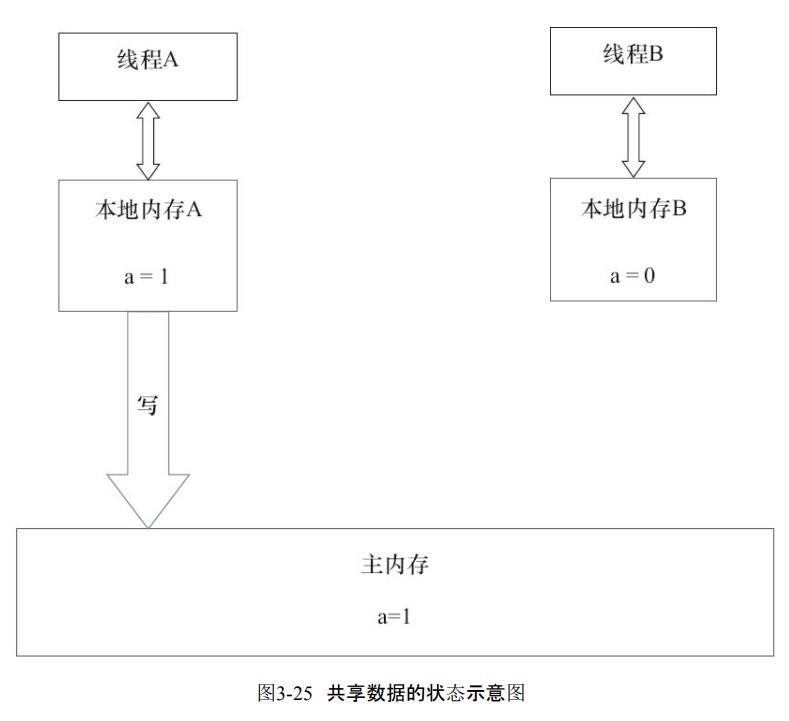 线程A
线程B
本地内存A
a = 1
本地内存B
a = 0
写
主内存
a=1
图3-25 共享数据的状态示意图